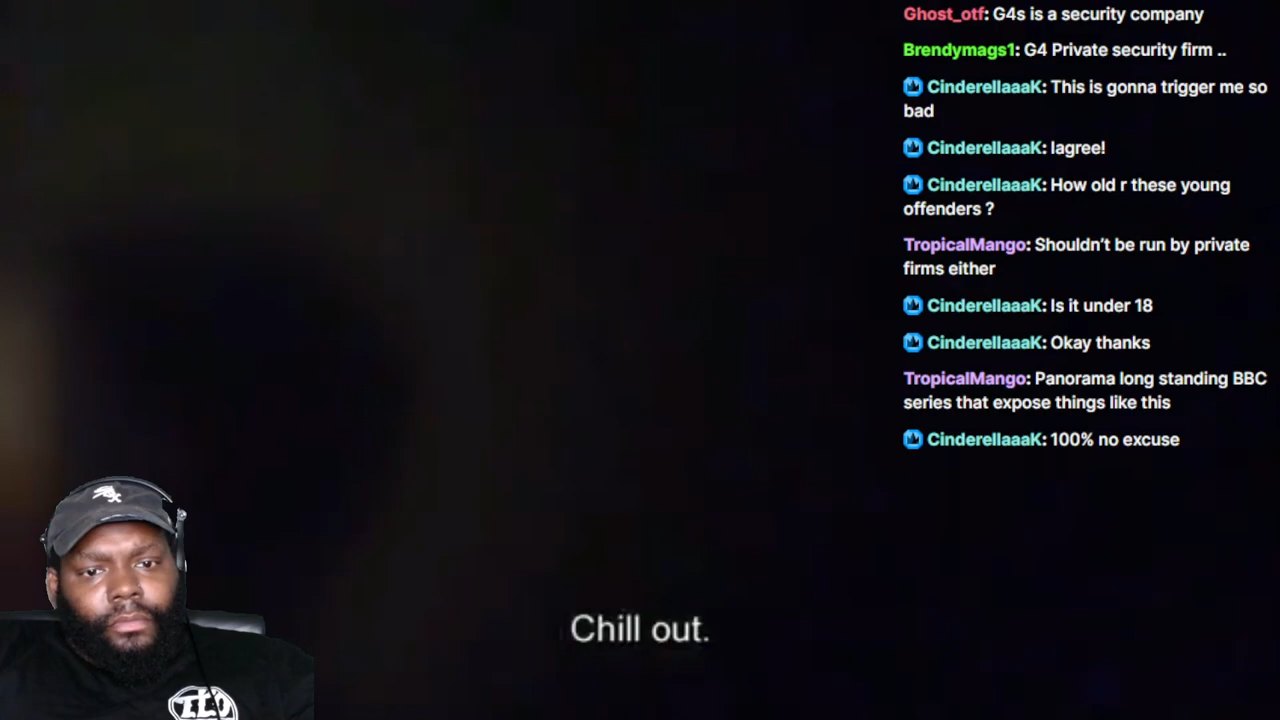 Ghost_otf: G4s is a security company
Brendymags1: G4 Private security firm ..
CinderellaaaK: This is gonna trigger me so
bad
CinderellaaaK: Iagree!
CinderellaaaK: How old r these young
offenders ?
TropicalMango: Shouldn't be run by private
firms either
CinderellaaaK: Is it under 18
CinderellaaaK: Okay thanks
TropicalMango: Panorama long standing BBC
series that expose things like this
CinderellaaaK: 100% no excuse
Chill out.